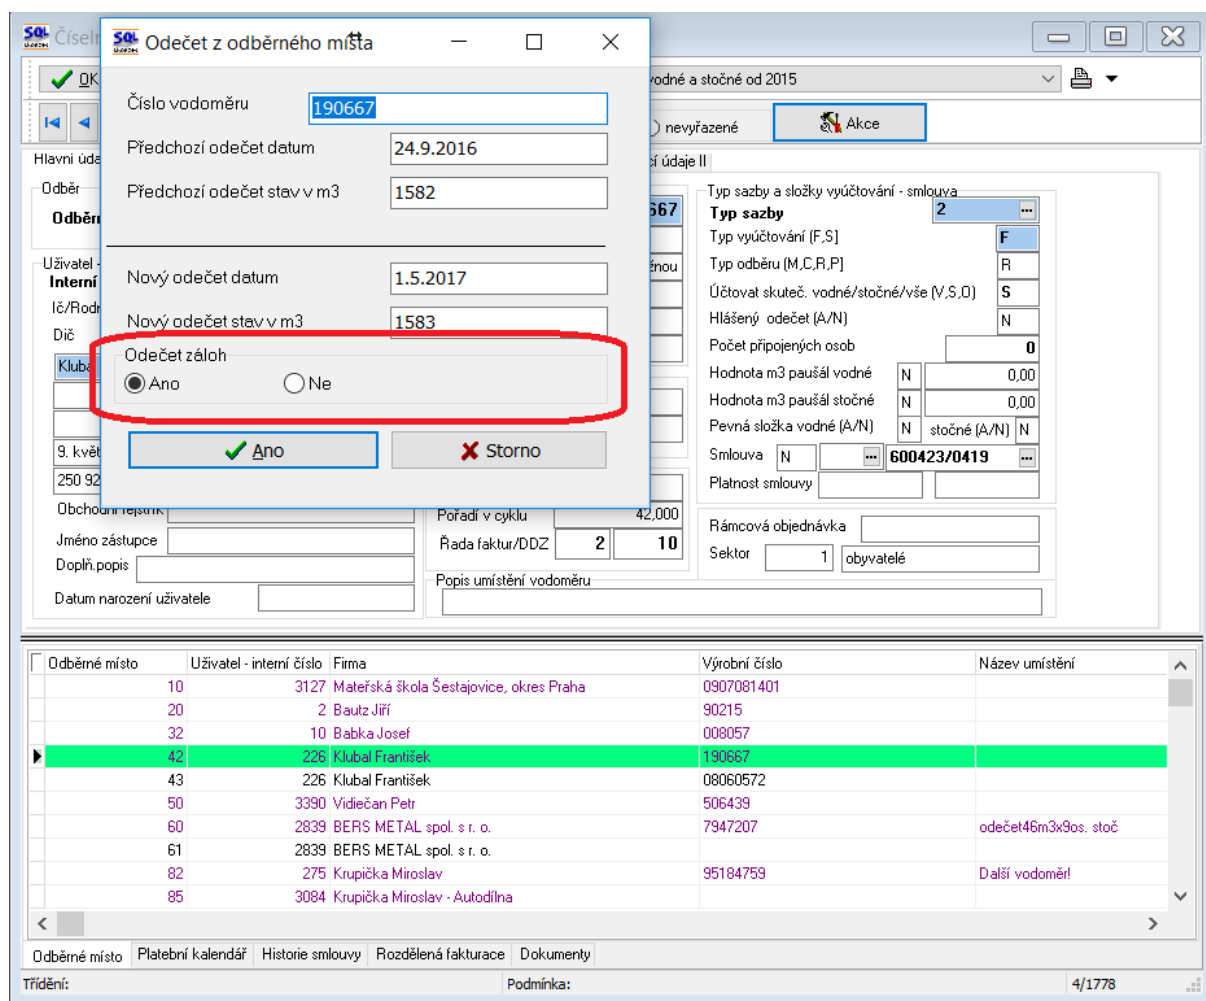 Odečet z odběrného místa
OK
vodné a stočné od 2015
nevyřazené
Akce
Číslo vodoměru 190667
Předchozí odečet datum 24.9.2016
Předchozí odečet stav v m3 1582
Nový odečet datum 1.5.2017
Nový odečet stav v m3 1583
Odečet záloh
Ano Ne
Ano Storno
Odběr
Uživatel -
Interní
Dič
9. květ
250 92
Jméno zástupce
Doplň.popis
Datum narození uživatele
údaje II
Pořadí v cyklu 42,000
Řada faktur/DDZ 2 10
Popis umístění vodoměru
Typ sazby a složky vyúčtování - smlouva
Typ sazby 2 ...
Typ vyúčtování (F,S) F
Typ odběru (M,C,R,P) R
Účtovat skuteč. vodné/stočné/vše (V,S,O) S
Hlášený odečet (A/N) N
Počet připojených osob 0
Hodnota m3 paušál vodné N 0,00
Hodnota m3 paušál stočné N 0,00
Pevná složka vodné (A/N) N stočné (A/N) N
Smlouva N ... 600423/0419 ...
Platnost smlouvy
Rámcová objednávka
Sektor 1 obyvatelé
Odběrné místo Uživatel - interní číslo Firma Výrobní číslo Název umístění
10 3127 Mateřská škola Šestajovice, okres Praha 0907081401
20 2 Bautz Jiří 90215
32 10 Babka Josef 008057
42 226 Klubal František 190667
43 226 Klubal František 08060572
50 3390 Vidiečan Petr 506439
60 2839 BERS METAL spol. s r. o. 7947207 odečet46m3x9os. stoč
61 2839 BERS METAL spol. s r. o.
82 275 Krupička Miroslav 95184759 Další vodoměr!
85 3084 Krupička Miroslav - Autodílna
Odběrné místo Platební kalendář Historie smlouvy Rozdělená fakturace Dokumenty
Třídění: Podmínka: 4/1778